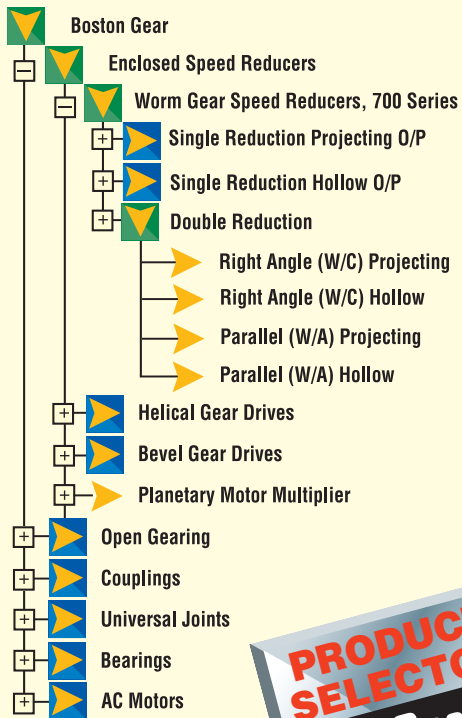 Boston Gear
Enclosed Speed Reducers
Worm Gear Speed Reducers, 700 Series
Single Reduction Projecting O/P
Single Reduction Hollow O/P
Double Reduction
Right Angle (W/C) Projecting
Right Angle (W/C) Hollow
Parallel (W/A) Projecting
Parallel (W/A) Hollow
Helical Gear Drives
Bevel Gear Drives
Planetary Motor Multiplier
Open Gearing
Couplings
Universal Joints
Bearings
AC Motors